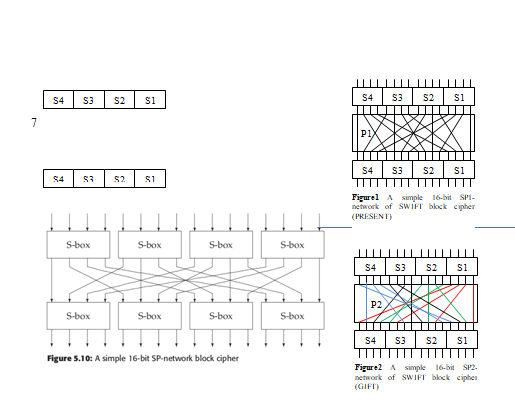 S4 S3 S2 S1
7
S4 S3 S2 S1
S-box S-box S-box S-box
S-box S-box S-box S-box
Figure 5.10: A simple 16-bit SP-network block cipher
S4 S3 S2 S1
P1
S4 S3 S2 S1
Figure1 A simple 16-bit SP1-
network of SWIFT block cipher
(PRESENT)
S4 S3 S2 S1
P2
S4 S3 S2 S1
Figure2 A simple 16-bit SP2-
network of SWIFT block cipher
(GIFT)